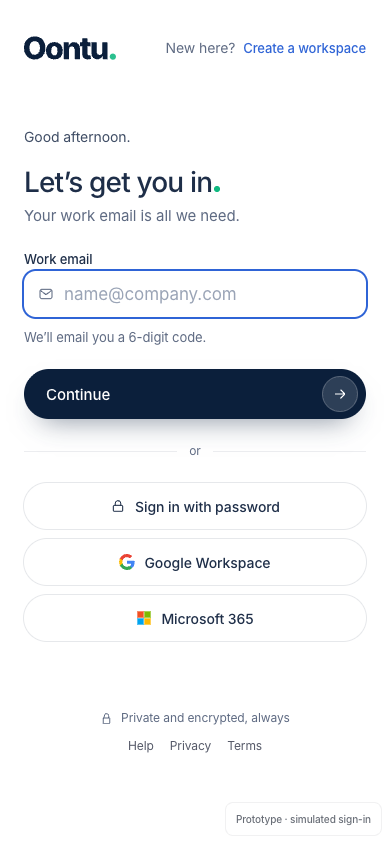 Oontu.
New here? Create a workspace
Good afternoon.
Let’s get you in.
Your work email is all we need.
Work email
name@company.com
We’ll email you a 6-digit code.
Continue
or
Sign in with password
Google Workspace
Microsoft 365
Private and encrypted, always
Help Privacy Terms
Prototype · simulated sign-in